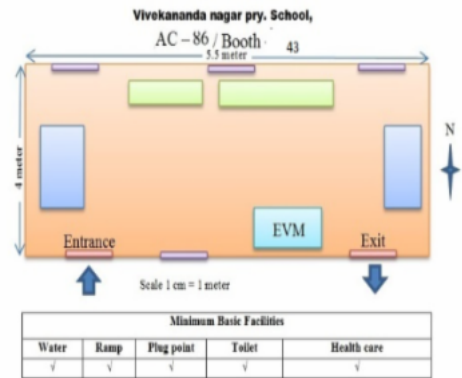 Vivekananda nagar pry. School,
AC – 86 / Booth 43
5.5 meter
4 meter
N
EVM
Entrance
Exit
Scale 1 cm = 1 meter
Minimum Basic Facilities
Water Ramp Plug point Toilet Health care
√ √ √ √ √